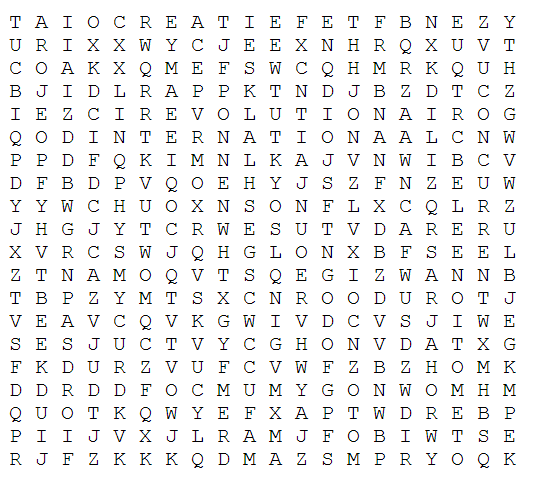 T A I O C R E A T I E F E T F B N E Z Y
U R I X X W Y C J E E X N H R Q X U V T
C O A K X Q M E F S W C Q H M R K Q U H
B J I D L R A P P K T N D J B Z D T C Z
I E Z C I R E V O L U T I O N A I R O G
Q O D I N T E R N A T I O N A A L C N W
P P D F Q K I M N L K A J V N W I B C V
D F B D P V Q O E H Y J S Z F N Z E U W
Y Y W C H U O X N S O N F L X C Q L R Z
J H G J Y T C R W E S U T V D A R E R U
X V R C S W J Q H G L O N X B F S E E L
Z T N A M O Q V T S Q E G I Z W A N N B
T B P Z Y M T S X C N R O O D U R O T J
V E A V C Q V K G W I V D C V S J I W E
S E S J U C T V Y C G H O N V D A T X G
F K D U R Z V U F C V W F Z B Z H O M K
D D R D D F O C M U M Y G O N W O M H M
Q U O T K Q W Y E F X A P T W D R E B P
P I I J V X J L R A M J F O B I W T S E
R J F Z K K K Q D M A Z S M P R Y O Q K